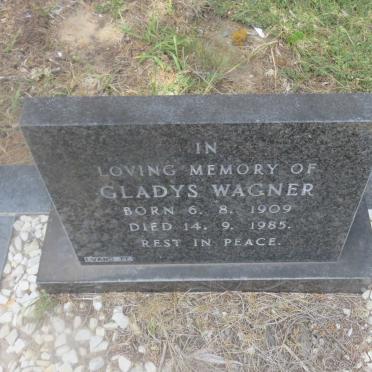 IN
LOVING MEMORY OF
GLADYS WAGNER
BORN 6. 8. 1909
DIED 14. 9. 1985.
REST IN PEACE.